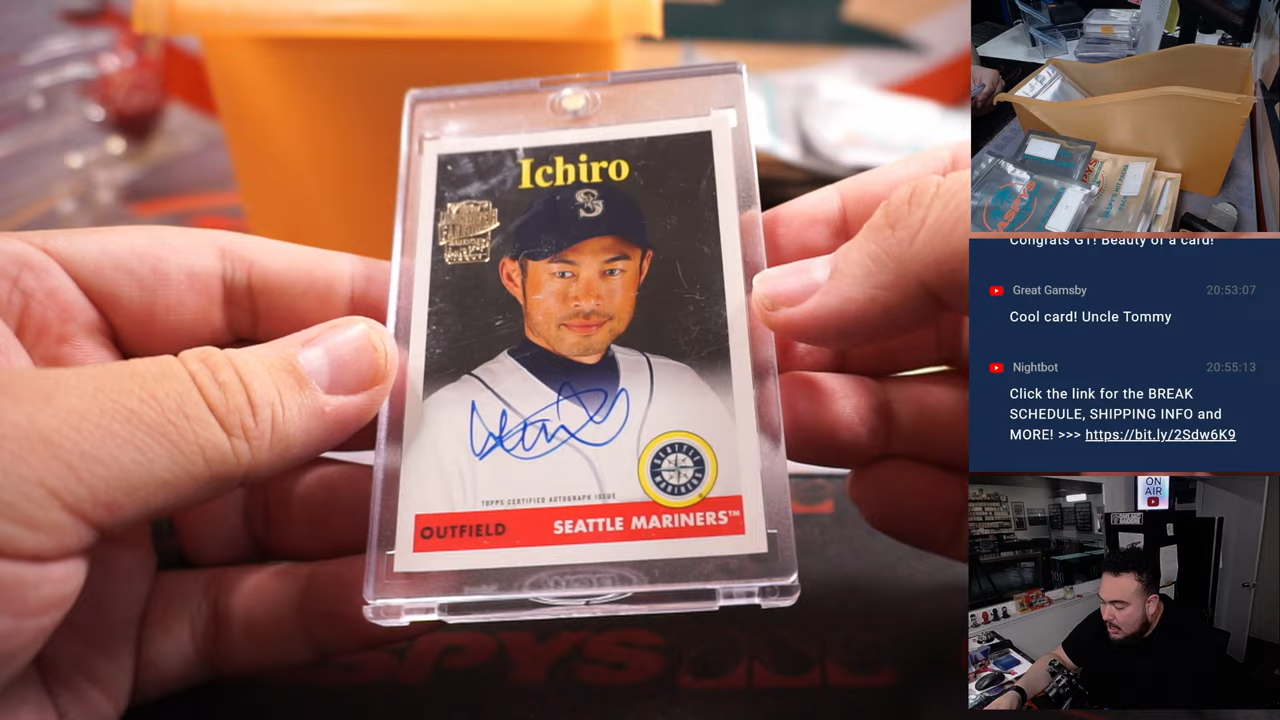 Ichiro
S
TOPPS CERTIFIED AUTOGRAPH ISSUE
SEATTLE
MARINERS
OUTFIELD
SEATTLE MARINERS™
Congrats GT! Beauty of a card!
Great Gamsby
20:53:07
Cool card! Uncle Tommy
Nightbot
20:55:13
Click the link for the BREAK
SCHEDULE, SHIPPING INFO and
MORE! >>> https://bit.ly/2Sdw6K9
ON
AIR